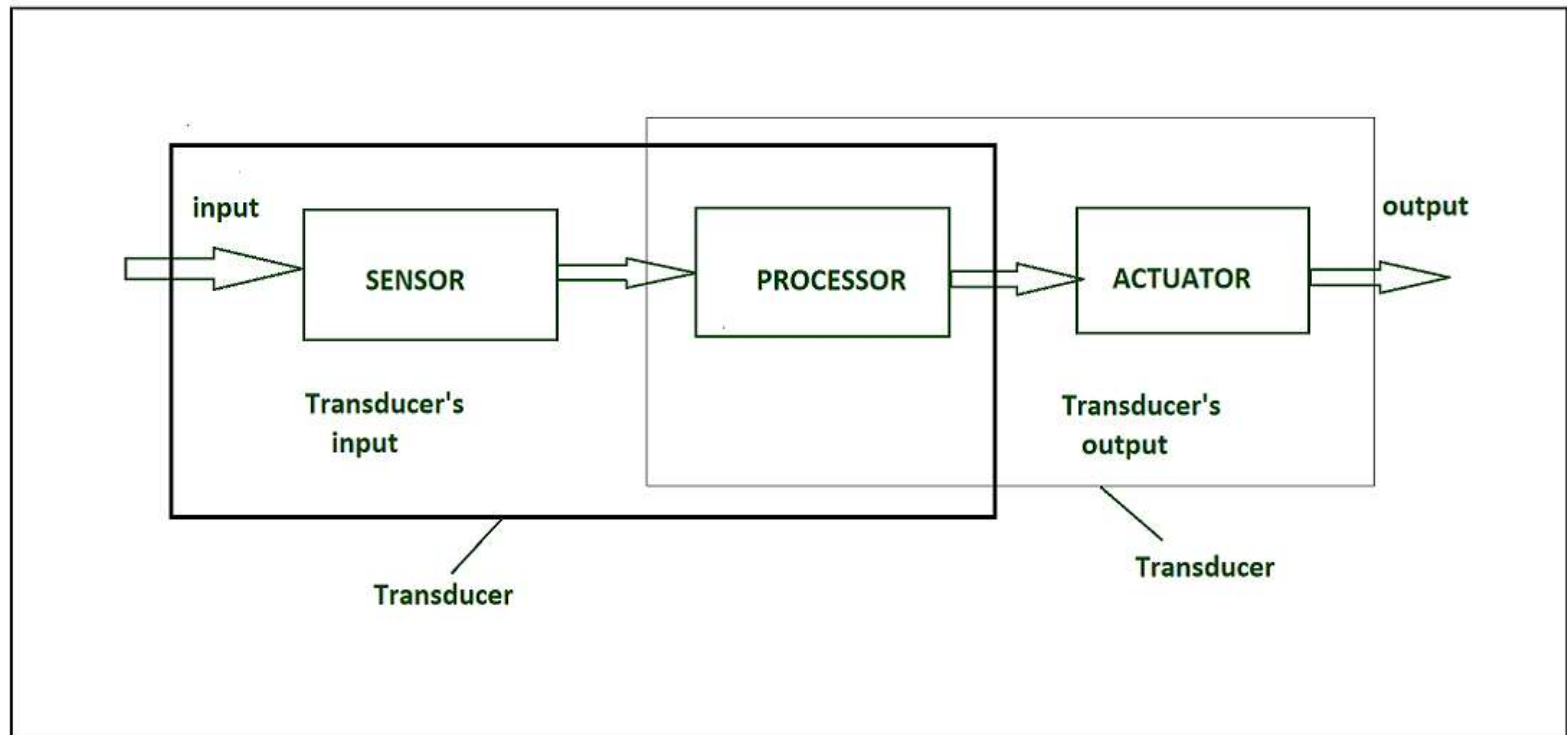 input
output
SENSOR
PROCESSOR
ACTUATOR
Transducer's
input
Transducer's
output
Transducer
Transducer